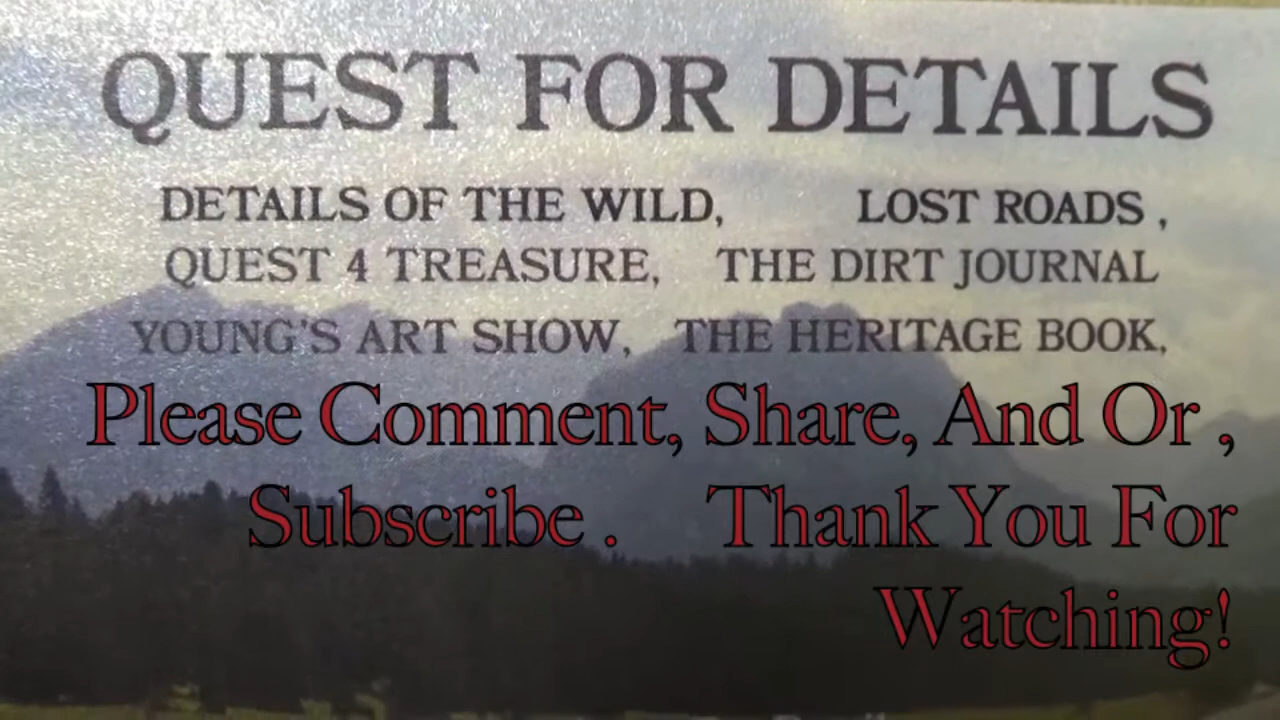 QUEST FOR DETAILS
DETAILS OF THE WILD, LOST ROADS ,
QUEST 4 TREASURE, THE DIRT JOURNAL
YOUNG'S ART SHOW, THE HERITAGE BOOK,
Please Comment, Share, And Or ,
Subscribe . Thank You For
Watching!